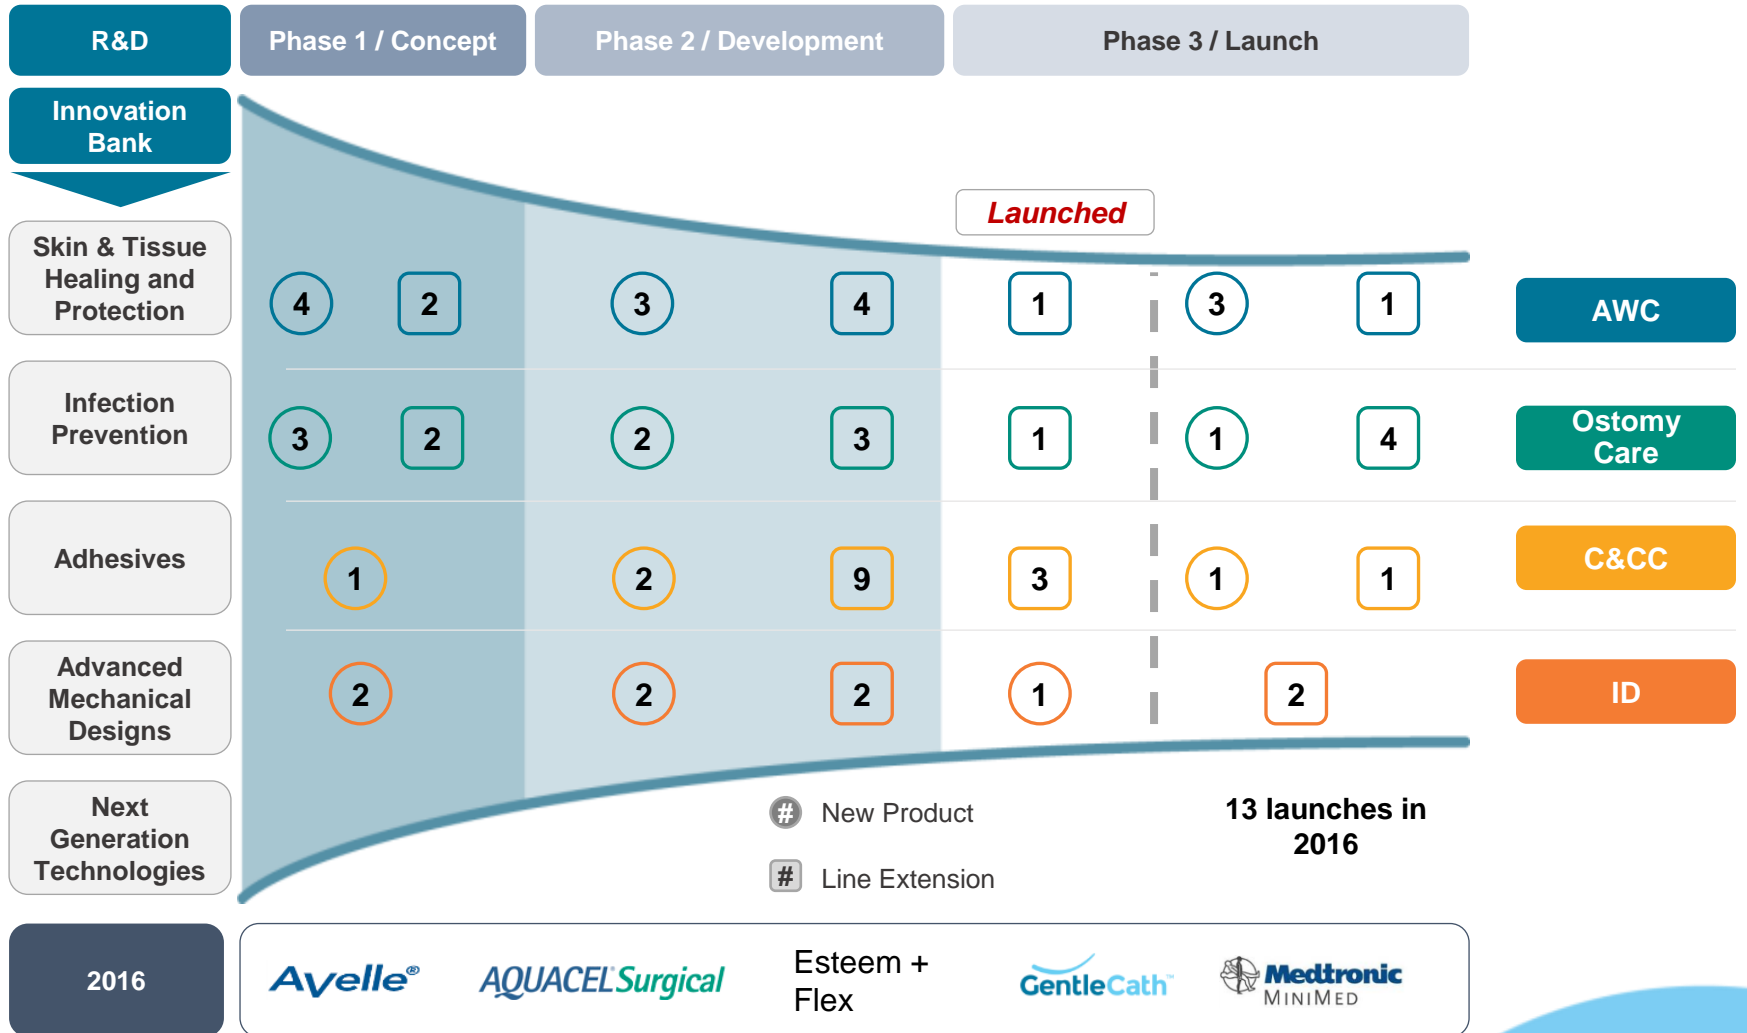 R&D
Phase 1 / Concept
Phase 2 / Development
Phase 3 / Launch
Innovation
Bank
Launched
Skin & Tissue
Healing and
Protection
4
2
3
4
1
3
1
AWC
Infection
Prevention
3
2
2
3
1
1
4
Ostomy
Care
Adhesives
1
2
9
3
1
1
C&CC
Advanced
Mechanical
Designs
2
2
2
1
2
ID
Next
Generation
Technologies
# New Product
# Line Extension
13 launches in
2016
2016
Avelle®
AQUACEL® Surgical
Esteem +
Flex
GentleCath™
Medtronic
MINIMED